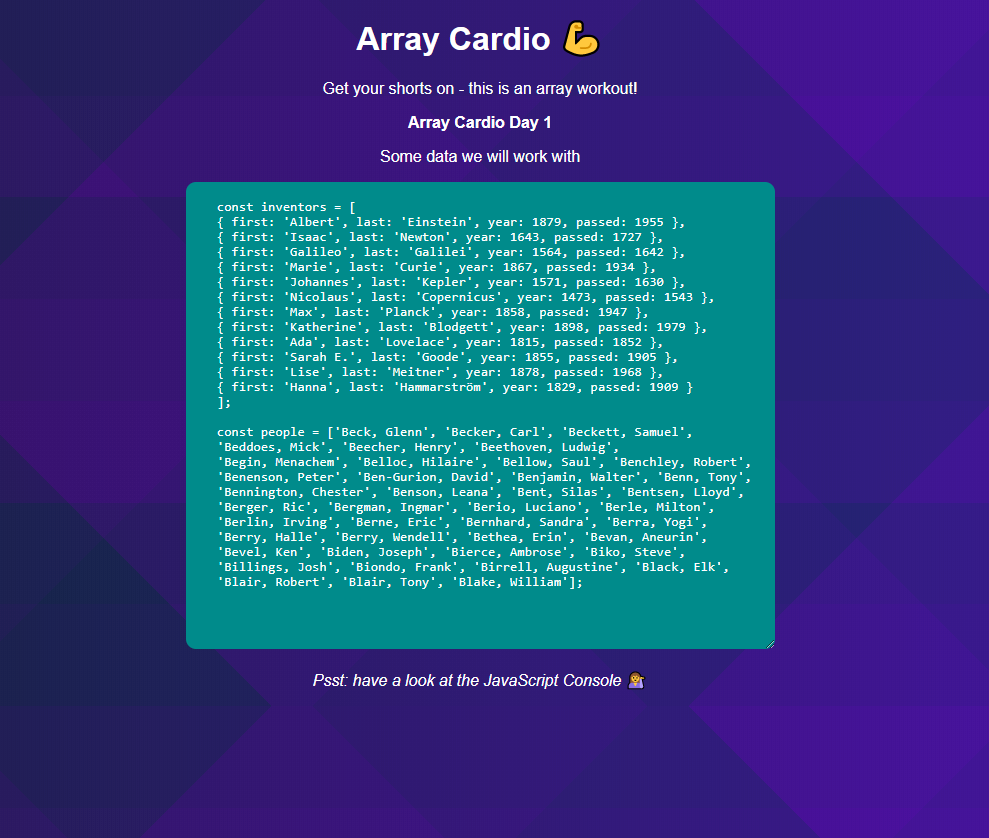 Array Cardio 💪
Get your shorts on - this is an array workout!
Array Cardio Day 1
Some data we will work with
const inventors = [
{ first: 'Albert', last: 'Einstein', year: 1879, passed: 1955 },
{ first: 'Isaac', last: 'Newton', year: 1643, passed: 1727 },
{ first: 'Galileo', last: 'Galilei', year: 1564, passed: 1642 },
{ first: 'Marie', last: 'Curie', year: 1867, passed: 1934 },
{ first: 'Johannes', last: 'Kepler', year: 1571, passed: 1630 },
{ first: 'Nicolaus', last: 'Copernicus', year: 1473, passed: 1543 },
{ first: 'Max', last: 'Planck', year: 1858, passed: 1947 },
{ first: 'Katherine', last: 'Blodgett', year: 1898, passed: 1979 },
{ first: 'Ada', last: 'Lovelace', year: 1815, passed: 1852 },
{ first: 'Sarah E.', last: 'Goode', year: 1855, passed: 1905 },
{ first: 'Lise', last: 'Meitner', year: 1878, passed: 1968 },
{ first: 'Hanna', last: 'Hammarström', year: 1829, passed: 1909 }
];
const people = ['Beck, Glenn', 'Becker, Carl', 'Beckett, Samuel',
'Beddoes, Mick', 'Beecher, Henry', 'Beethoven, Ludwig',
'Begin, Menachem', 'Belloc, Hilaire', 'Bellow, Saul', 'Benchley, Robert',
'Benenson, Peter', 'Ben-Gurion, David', 'Benjamin, Walter', 'Benn, Tony',
'Bennington, Chester', 'Benson, Leana', 'Bent, Silas', 'Bentsen, Lloyd',
'Berger, Ric', 'Bergman, Ingmar', 'Berio, Luciano', 'Berle, Milton',
'Berlin, Irving', 'Berne, Eric', 'Bernhard, Sandra', 'Berra, Yogi',
'Berry, Halle', 'Berry, Wendell', 'Bethea, Erin', 'Bevan, Aneurin',
'Bevel, Ken', 'Biden, Joseph', 'Bierce, Ambrose', 'Biko, Steve',
'Billings, Josh', 'Biondo, Frank', 'Birrell, Augustine', 'Black, Elk',
'Blair, Robert', 'Blair, Tony', 'Blake, William'];
Psst: have a look at the JavaScript Console 💁